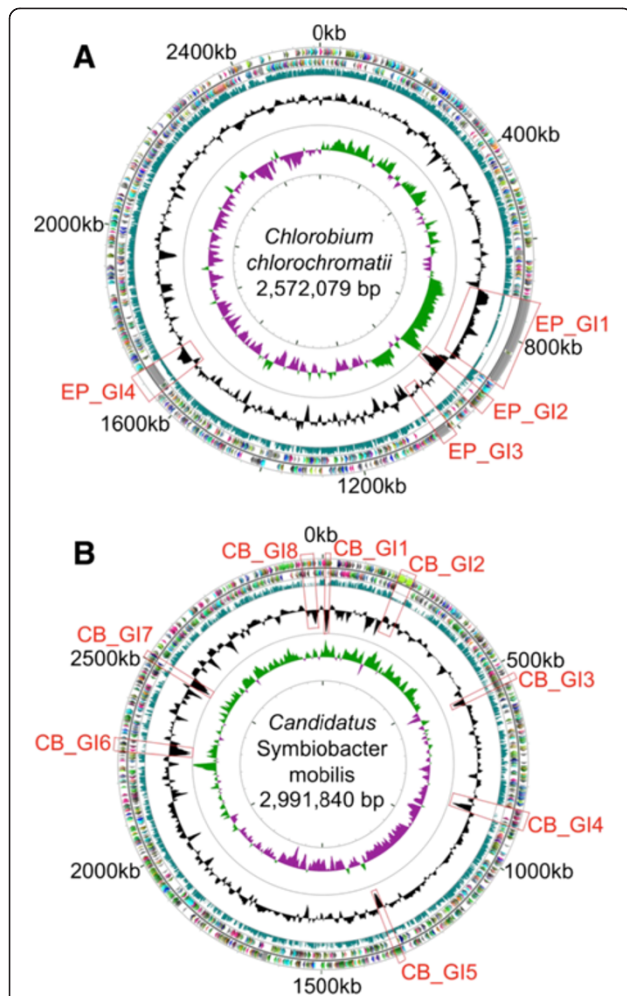 A
0kb
2400kb
400kb
2000kb
Chlorobium
chlorochromatii
2,572,079 bp
EP_GI1
800kb
EP_GI4
EP_GI2
1600kb
EP_GI3
1200kb
B
0kb
CB_GI8
CB_GI1
CB_GI2
CB_GI7
2500kb
500kb
CB_GI3
Candidatus
Symbiobacter
mobilis
2,991,840 bp
CB_GI6
CB_GI4
2000kb
1000kb
CB_GI5
1500kb